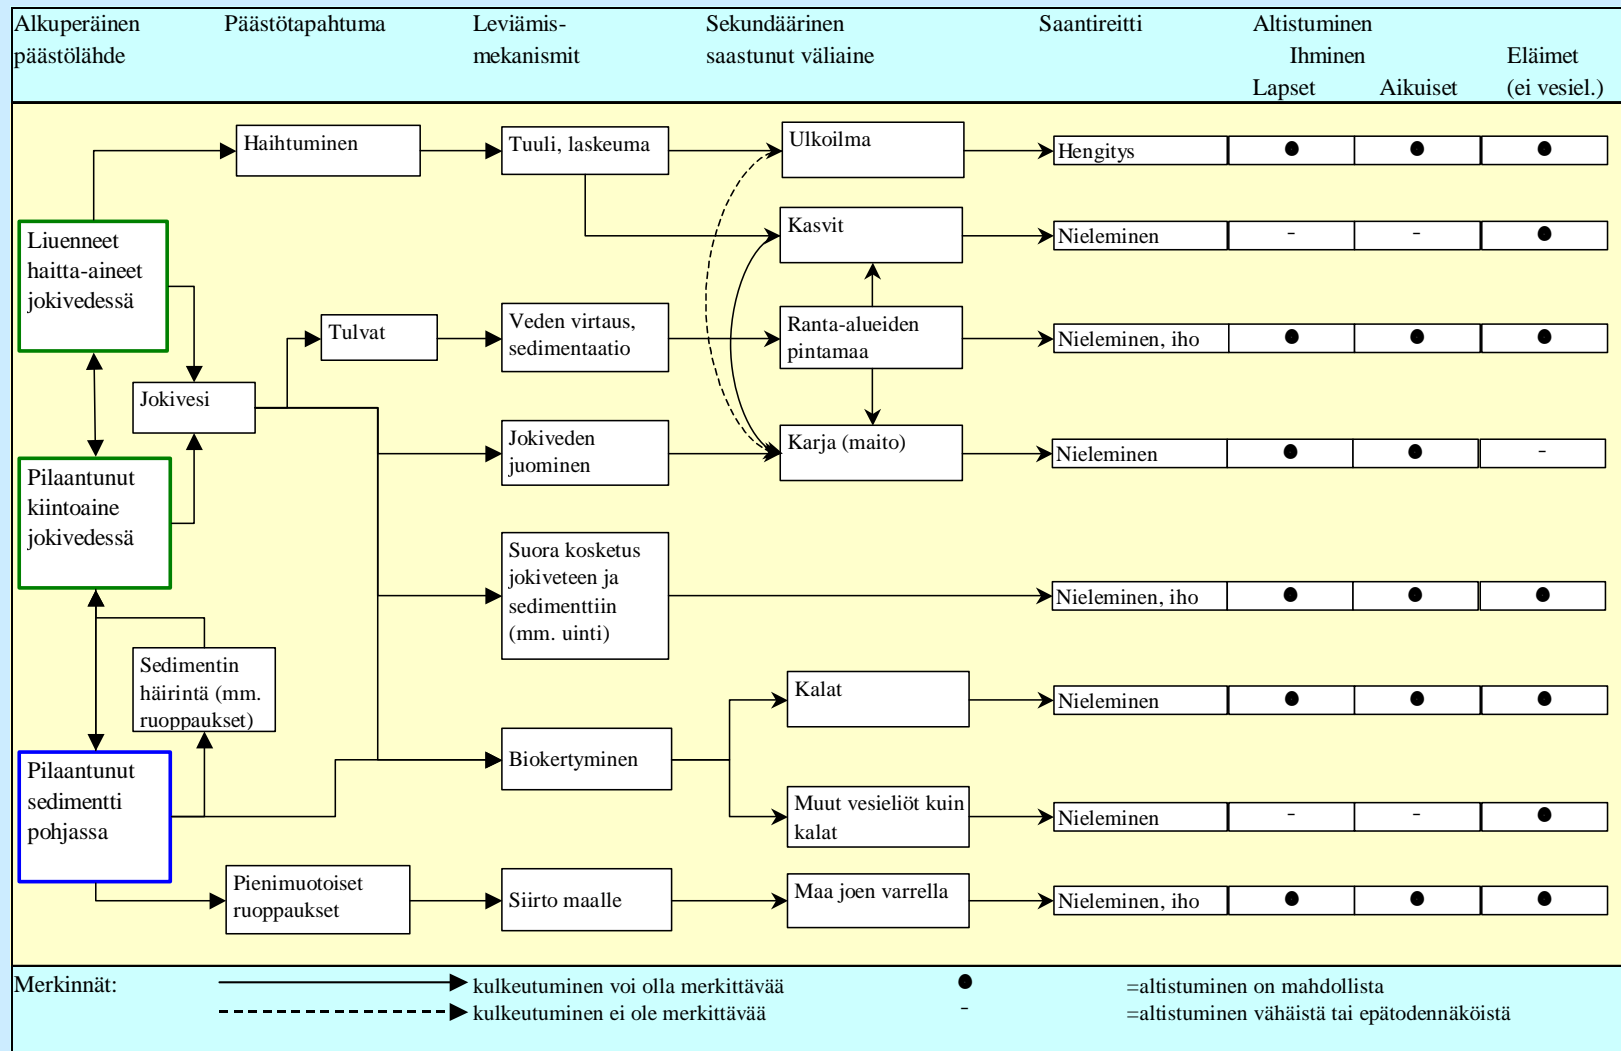 Alkuperäinen
päästölähde
Päästötapahtuma
Leviämis-
mekanismit
Sekundäärinen
saastunut väliaine
Saantireitti
Altistuminen
Ihminen
Lapset
Aikuiset
Eläimet
(ei vesiel.)
Haihtuminen
Tuuli, laskeuma
Ulkoilma
Hengitys
● ● ●
Liuenneet
haitta-aineet
jokivedessä
Kasvit
Nieleminen
- - ●
Tulvat
Veden virtaus,
sedimentaatio
Ranta-alueiden
pintamaa
Nieleminen, iho
● ● ●
Jokivesi
Pilaantunut
kiintoaine
jokivedessä
Jokiveden
juominen
Karja (maito)
Nieleminen
● ● -
Suora kosketus
jokiveteen ja
sedimenttiin
(mm. uinti)
Nieleminen, iho
● ● ●
Sedimentin
häirintä (mm.
ruoppaukset)
Kalat
Nieleminen
● ● ●
Pilaantunut
sedimentti
pohjassa
Biokertyminen
Muut vesieliöt kuin
kalat
Nieleminen
- - ●
Pienimuotoiset
ruoppaukset
Siirto maalle
Maa joen varrella
Nieleminen, iho
● ● ●
Merkinnät:
kulkeutuminen voi olla merkittävää
● =altistuminen on mahdollista
kulkeutuminen ei ole merkittävää
- =altistuminen vähäistä tai epätodennäköistä